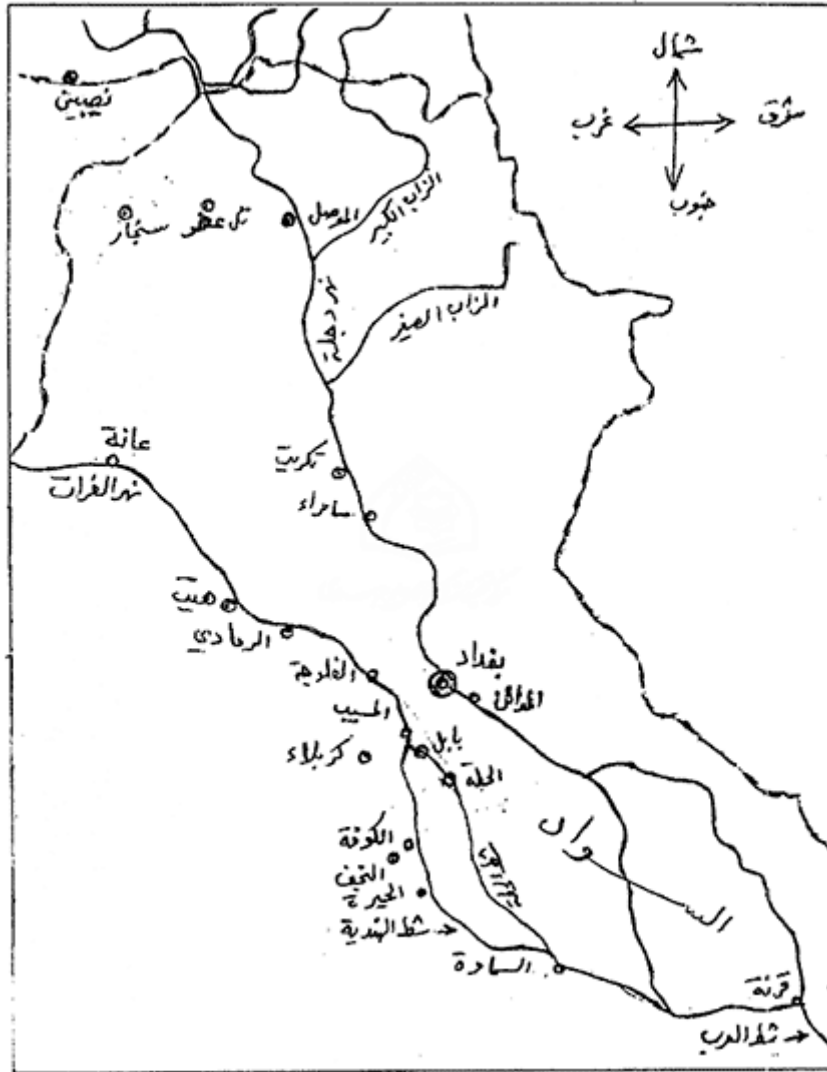 شمال
شرق
غرب
جنوب
نصيبين
الموصل
تل عفر
سنجار
الزاب الكبير
نهر دجلة
الزاب الصغير
عانة
نهر الفرات
تكريت
سامراء
هيت
الرمادي
الفلوجة
بغداد
المدائن
المسيب
بابل
كربلاء
الحلة
الكوفة
النجف
الحيرة
شط الهندية
السواد
السماوة
قرنة
شط العرب